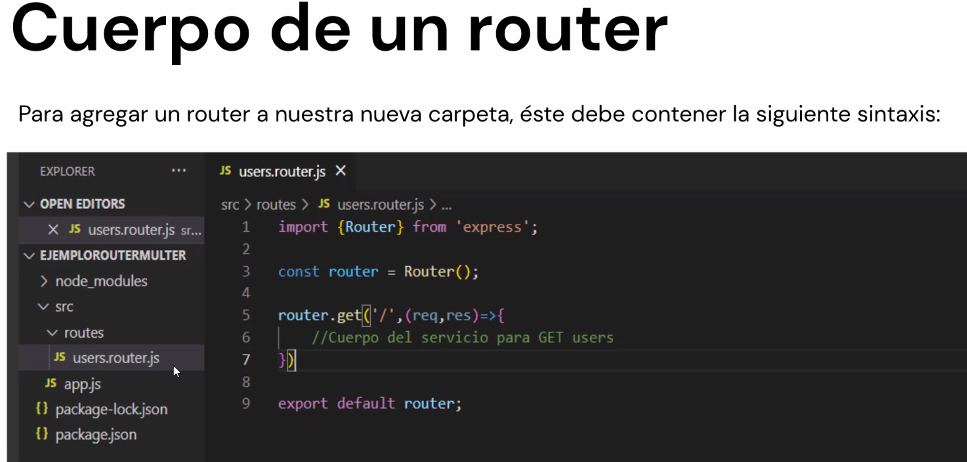 Cuerpo de un router
Para agregar un router a nuestra nueva carpeta, éste debe contener la siguiente sintaxis:
EXPLORER ...
OPEN EDITORS
JS users.router.js sr...
EJEMPLOROUTERMULTER
node_modules
src
routes
JS users.router.js
JS app.js
{} package-lock.json
{} package.json
JS users.router.js
src > routes > JS users.router.js > ...
1 import {Router} from 'express';
2
3 const router = Router();
4
5 router.get('/',(req,res)=>{
6 //Cuerpo del servicio para GET users
7 })
8
9 export default router;